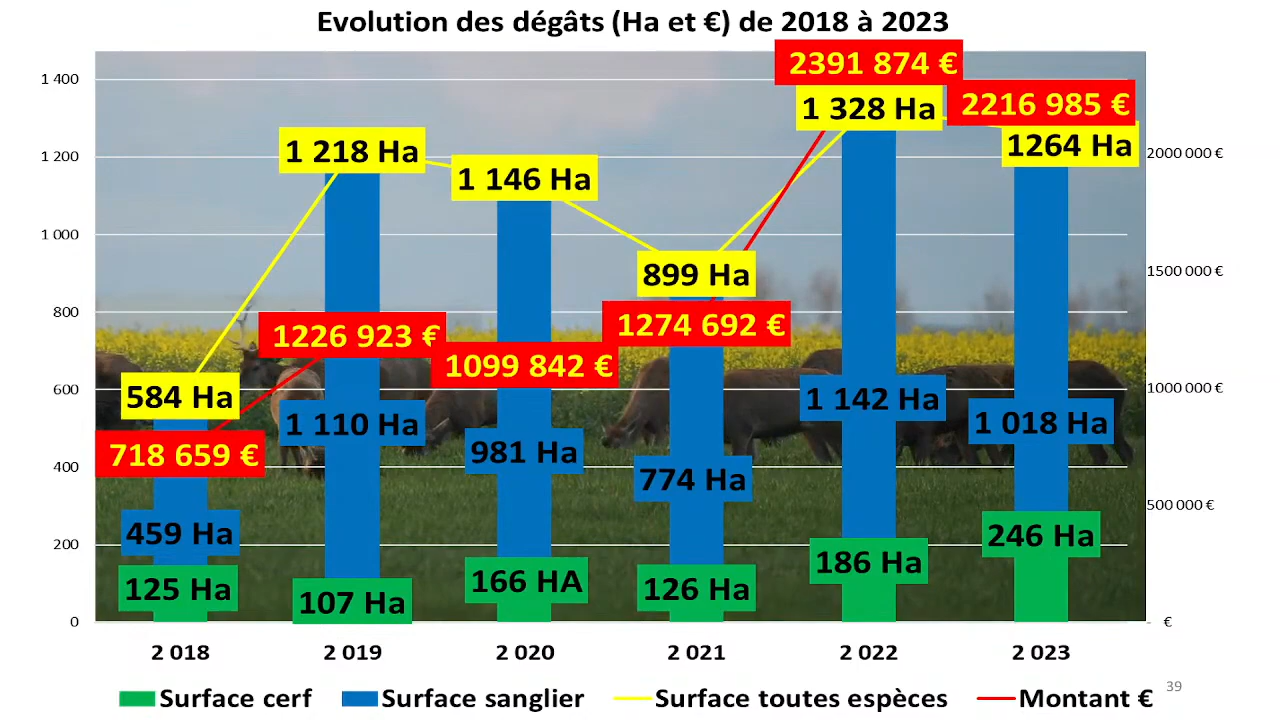 Evolution des dégâts (Ha et €) de 2018 à 2023
2391 874 €
1 400
1 328 Ha
2216 985 €
1 218 Ha
1264 Ha
1 200
2000 000 €
1 146 Ha
1 000
899 Ha
1500 000 €
800
1274 692 €
1226 923 €
1099 842 €
600
584 Ha
1 142 Ha
1000 000 €
1 110 Ha
1 018 Ha
718 659 €
981 Ha
400
774 Ha
500 000 €
459 Ha
200
246 Ha
186 Ha
125 Ha
107 Ha
166 HA
126 Ha
0
- €
2 018 2 019 2 020 2 021 2 022 2 023
39
Surface cerf Surface sanglier Surface toutes espèces Montant €